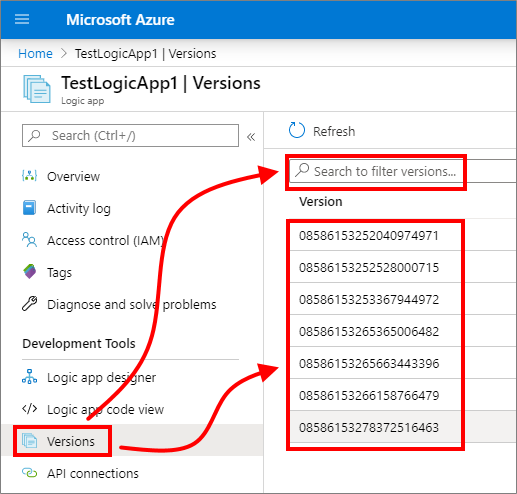 Microsoft Azure
Home > TestLogicApp1 | Versions
TestLogicApp1 | Versions
Logic app
Search (Ctrl+/)
«
Overview
Activity log
Access control (IAM)
Tags
Diagnose and solve problems
Development Tools
Logic app designer
Logic app code view
Versions
API connections
Refresh
Search to filter versions...
Version
08586153252040974971
08586153252528000715
08586153253367944972
08586153265365006482
08586153265663443396
08586153266158766479
08586153278372516463